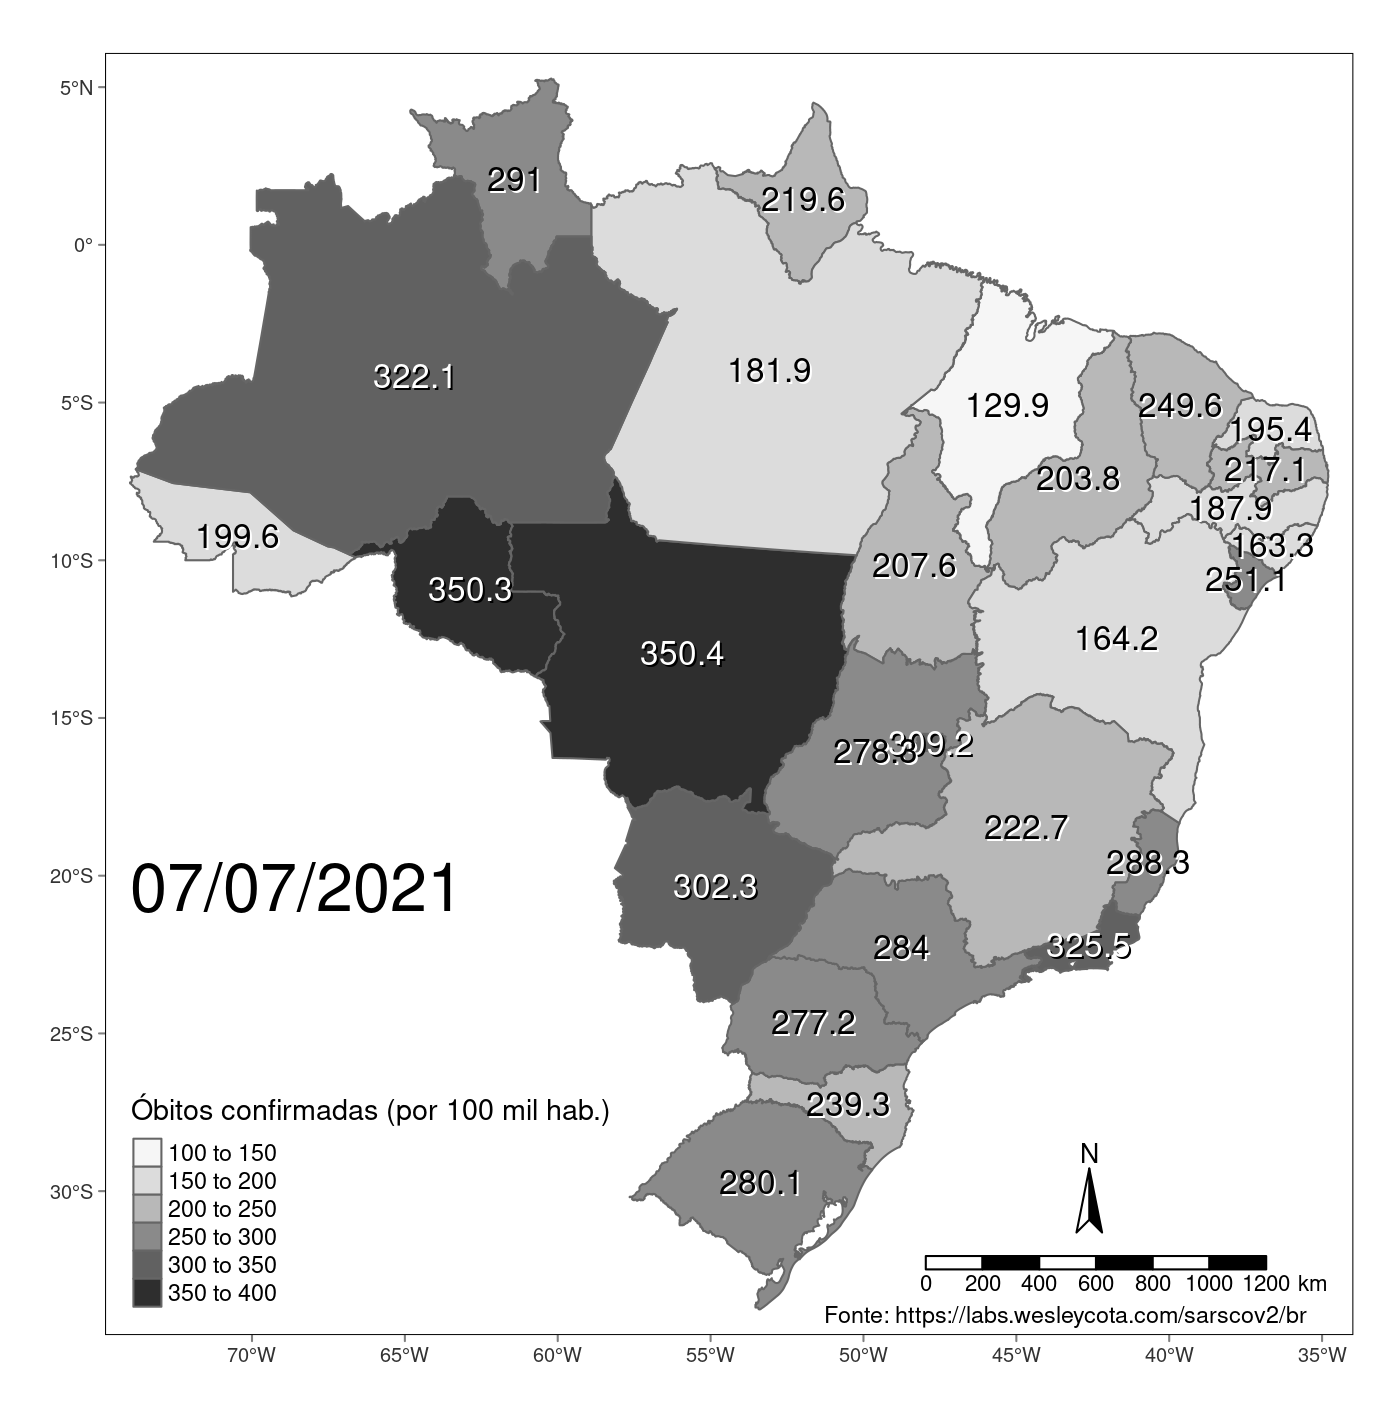 5°N
0°
5°S
10°S
15°S
20°S
25°S
30°S
291
219.6
322.1
181.9
129.9
249.6
195.4
217.1
203.8
187.9
199.6
163.3
207.6
251.1
350.3
350.4
164.2
278.3
309.2
222.7
288.3
302.3
325.5
284
277.2
239.3
280.1
07/07/2021
Óbitos confirmadas (por 100 mil hab.)
100 to 150
150 to 200
200 to 250
250 to 300
300 to 350
350 to 400
N
0 200 400 600 800 1000 1200 km
Fonte: https://labs.wesleycota.com/sarscov2/br
70°W 65°W 60°W 55°W 50°W 45°W 40°W 35°W